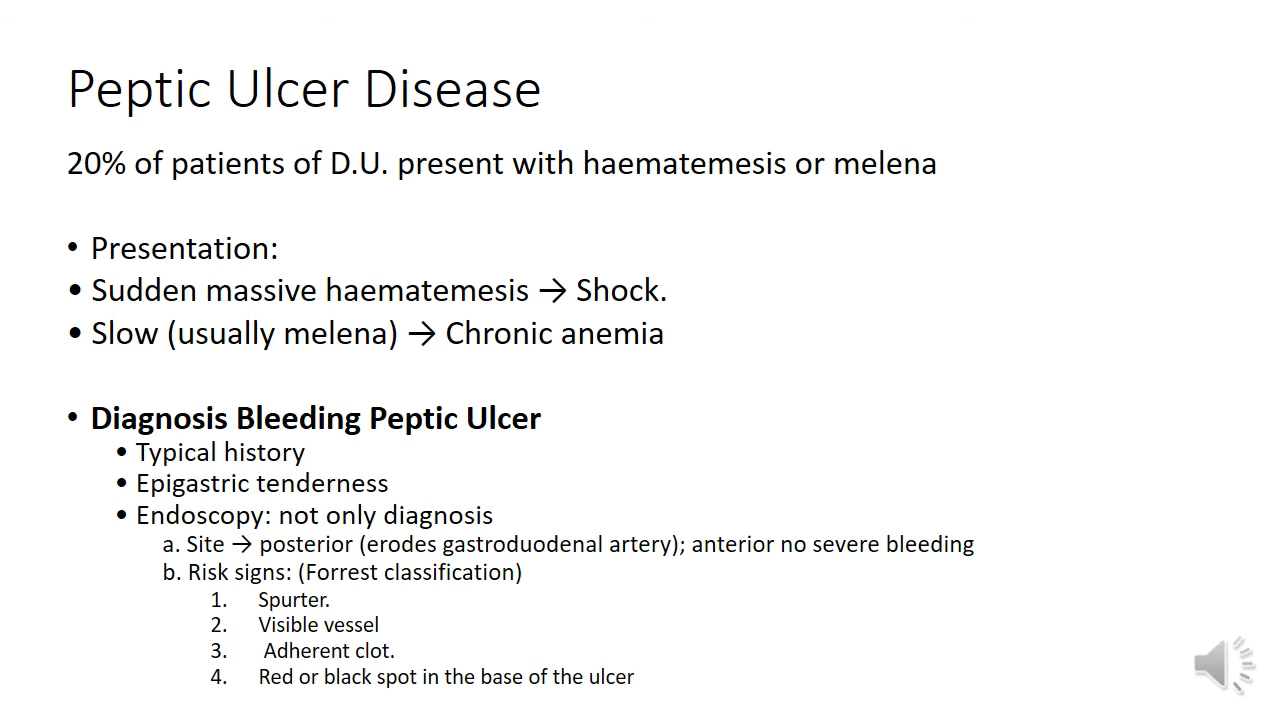 Peptic Ulcer Disease
20% of patients of D.U. present with haematemesis or melena
• Presentation:
• Sudden massive haematemesis → Shock.
• Slow (usually melena) → Chronic anemia
• Diagnosis Bleeding Peptic Ulcer
• Typical history
• Epigastric tenderness
• Endoscopy: not only diagnosis
a. Site → posterior (erodes gastroduodenal artery); anterior no severe bleeding
b. Risk signs: (Forrest classification)
1. Spurter.
2. Visible vessel
3. Adherent clot.
4. Red or black spot in the base of the ulcer